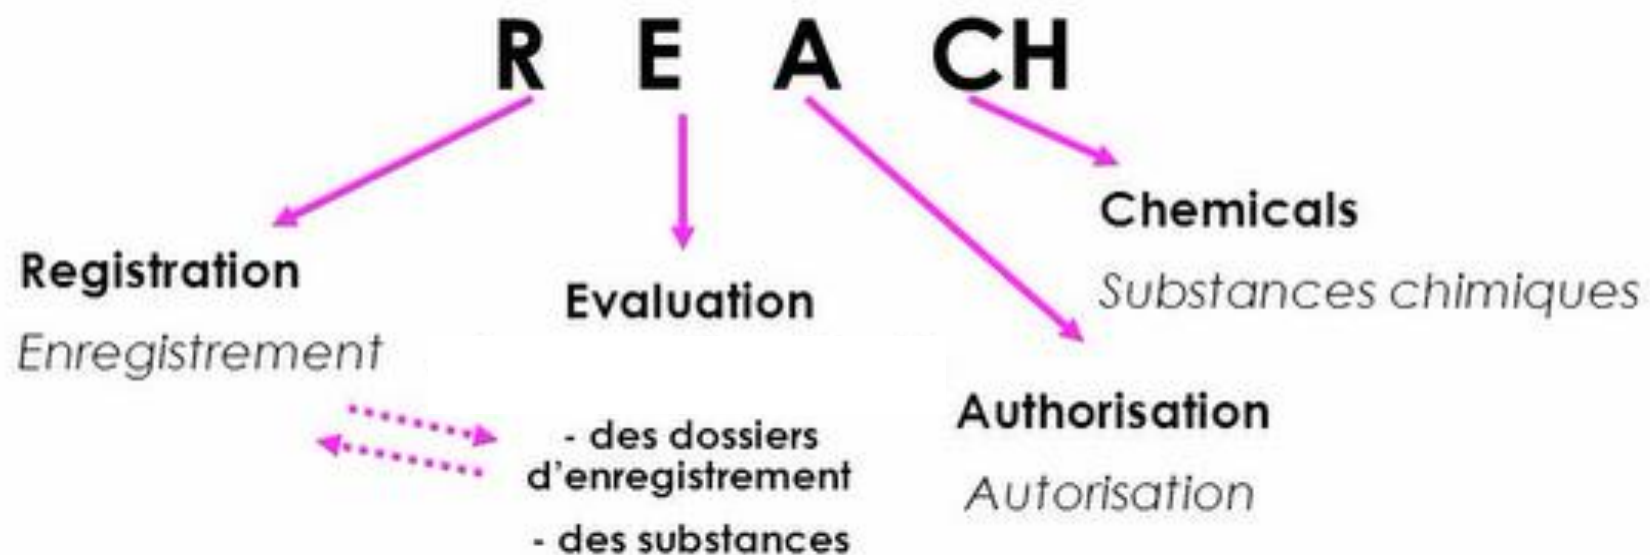 R E A CH
Registration
Enregistrement
Evaluation
- des dossiers
d'enregistrement
- des substances
Chemicals
Substances chimiques
Authorisation
Autorisation